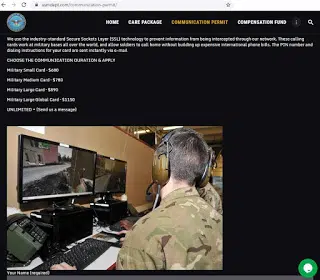 HOME CARE PACKAGE COMMUNICATION PERMIT COMPENSATION FUND
We use the industry-standard Secure Sockets Layer (SSL) technology to prevent information from being intercepted through our network. These calling
cards work at military bases all over the world, and allow soldiers to call home without building up expensive international phone bills. The PIN number and
dialing instructions for your card are sent instantly via e-mail.
CHOOSE THE COMMUNICATION DURATION & APPLY
Military Small Card - $680
Military Medium Card - $780
Military Large Card - $890
Military Large Global Card - $1150
UNLIMITED - (Send us a message)
Your Name (required)